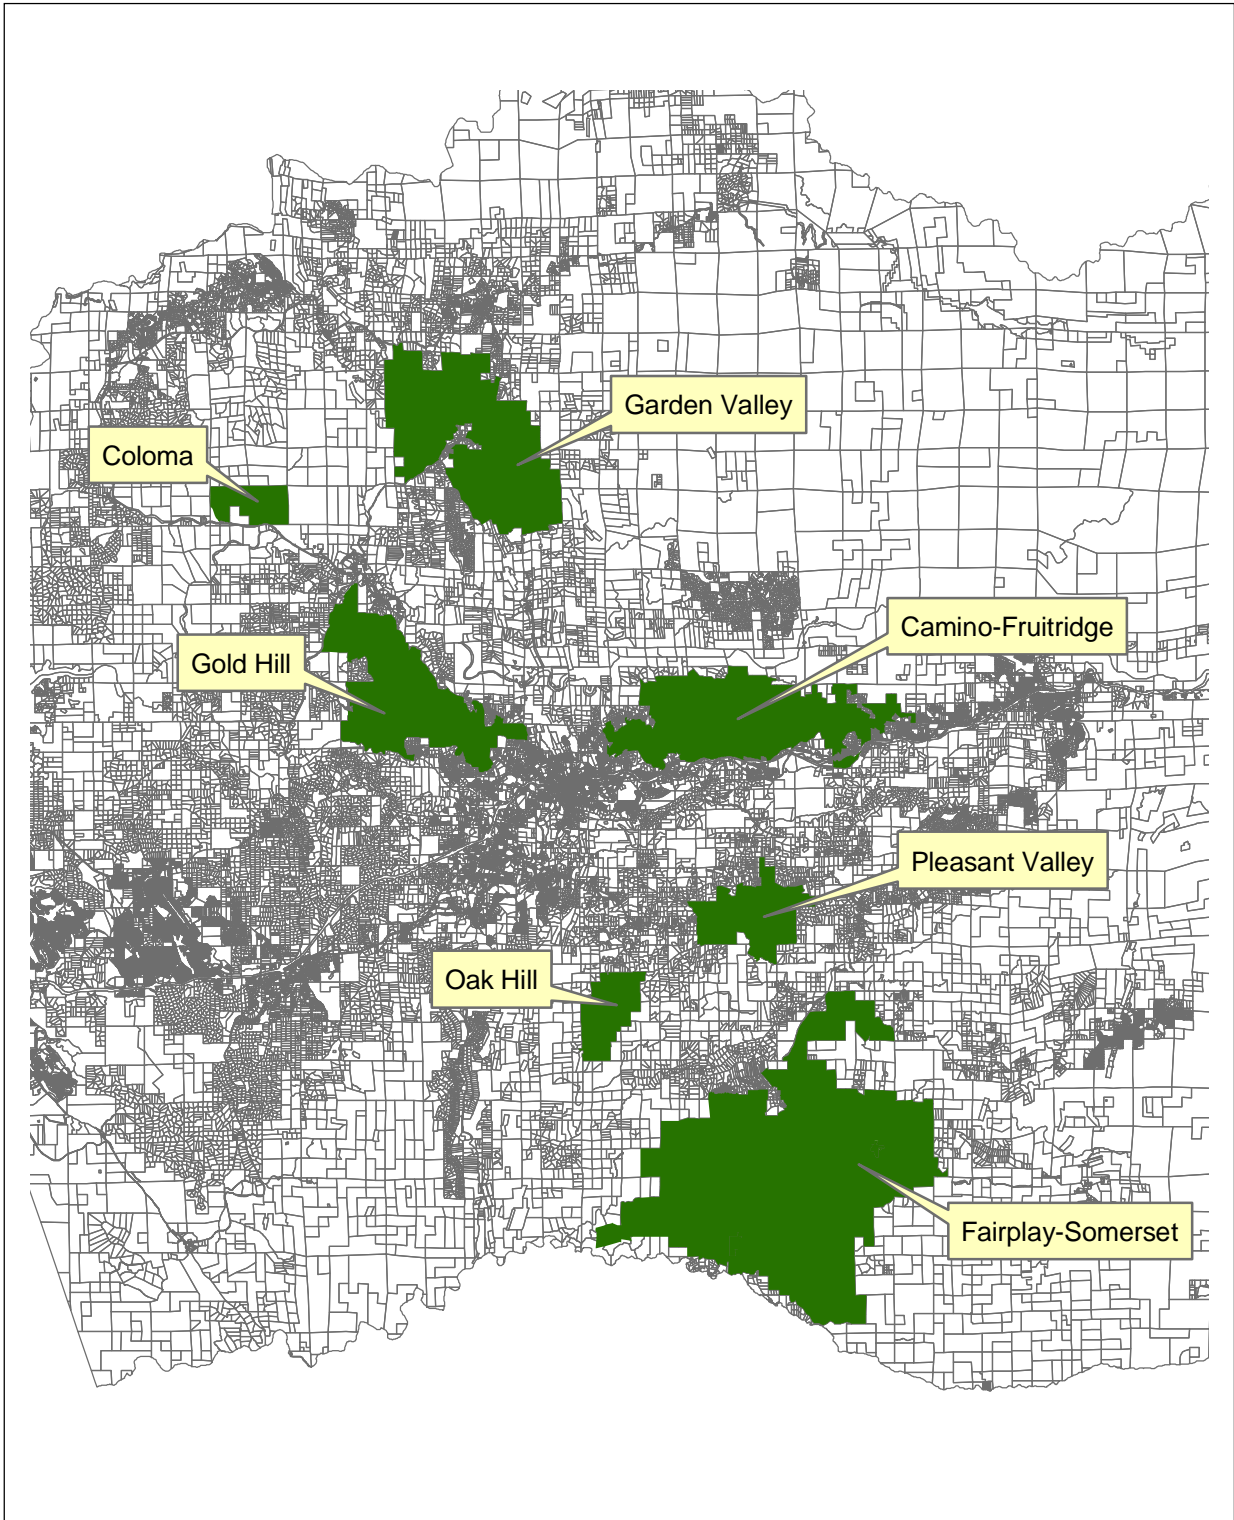 Garden Valley
Coloma
Camino-Fruitridge
Gold Hill
Pleasant Valley
Oak Hill
Fairplay-Somerset